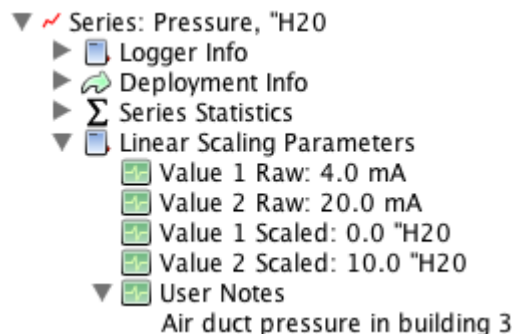 Series: Pressure, "H20
Logger Info
Deployment Info
Series Statistics
Linear Scaling Parameters
Value 1 Raw: 4.0 mA
Value 2 Raw: 20.0 mA
Value 1 Scaled: 0.0 "H20
Value 2 Scaled: 10.0 "H20
User Notes
Air duct pressure in building 3